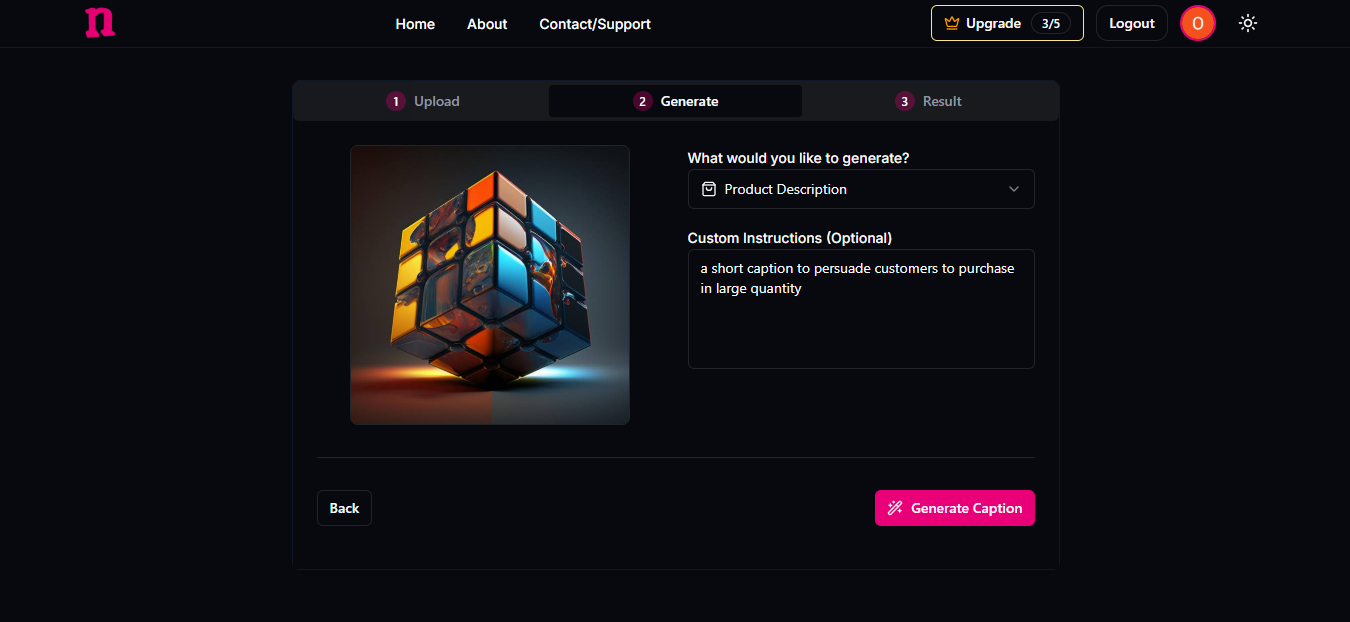 n
Home
About
Contact/Support
Upgrade 3/5
Logout
O
1 Upload
2 Generate
3 Result
What would you like to generate?
Product Description
Custom Instructions (Optional)
a short caption to persuade customers to purchase
in large quantity
Back
Generate Caption